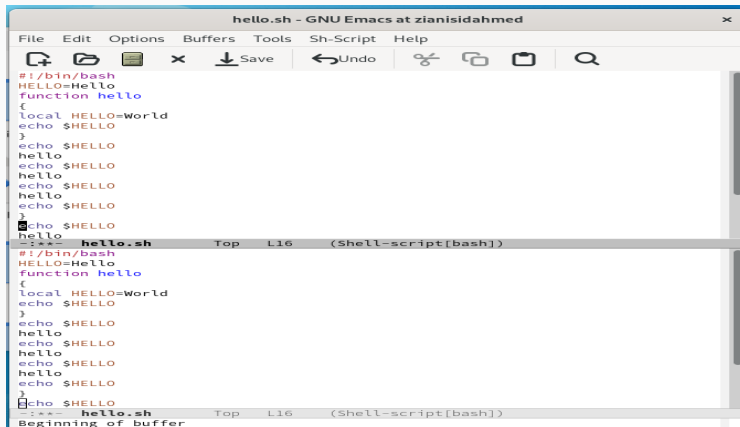 hello.sh - GNU Emacs at zianisidahmed
File Edit Options Buffers Tools Sh-Script Help
Save Undo
#!/bin/bash
HELLO=Hello
function hello
{
local HELLO=World
echo $HELLO
}
echo $HELLO
hello
echo $HELLO
hello
echo $HELLO
hello
echo $HELLO
}
echo $HELLO
hello
-:**- hello.sh Top L16 (Shell-script[bash])
#!/bin/bash
HELLO=Hello
function hello
{
local HELLO=World
echo $HELLO
}
echo $HELLO
hello
echo $HELLO
hello
echo $HELLO
hello
echo $HELLO
}
echo $HELLO
-:**- hello.sh Top L16 (Shell-script[bash])
Beginning of buffer